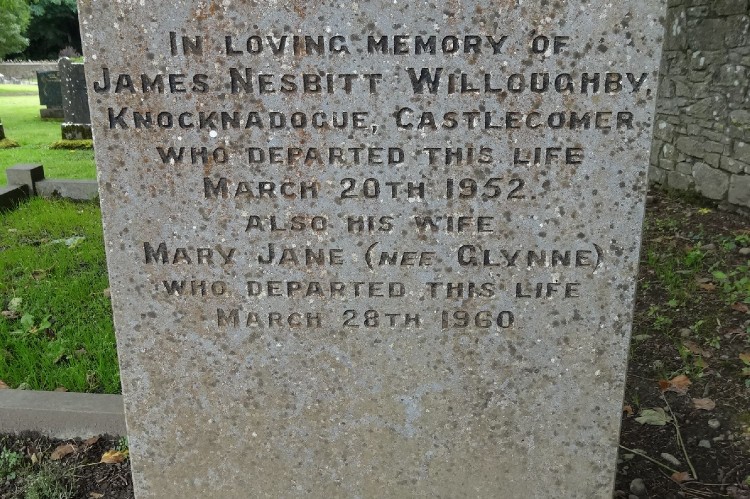 In loving memory of
James Nesbitt Willoughby,
Knocknadogue, Castlecomer
who departed this life
March 20th 1952.
also his wife
Mary Jane (nee Glynne)
who departed this life
March 28th 1960